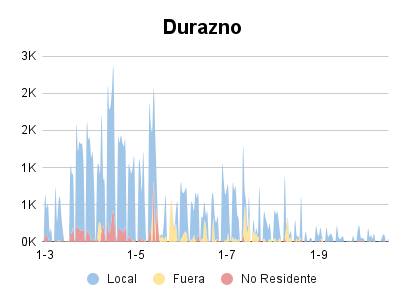 Durazno
3K
2K
2K
1K
1K
0K
1-3
1-5
1-7
1-9
Local
Fuera
No Residente